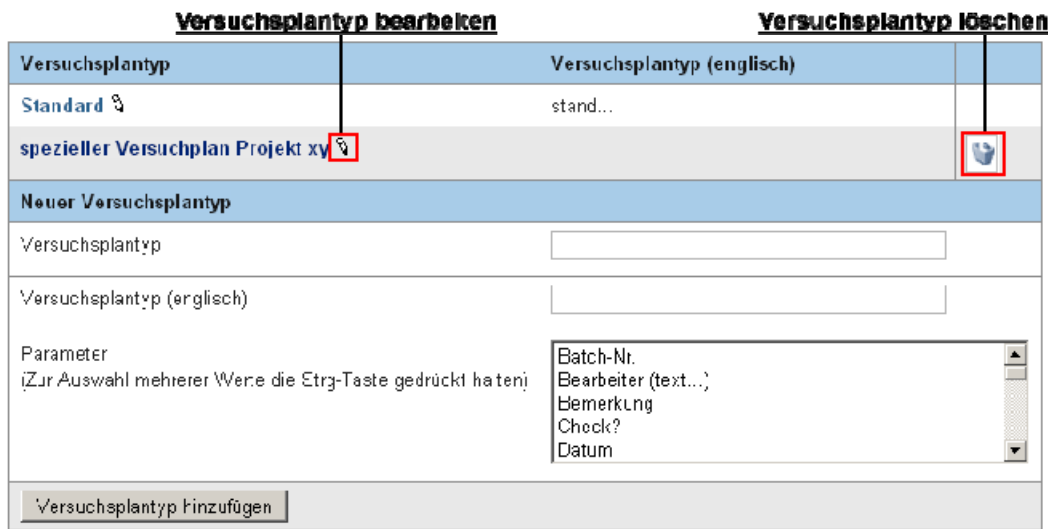 Versuchsplantyp bearbeiten Versuchsplantyp löschen
Versuchsplantyp Versuchsplantyp (englisch)
Standard stand...
spezieller Versuchplan Projekt xy
Neuer Versuchsplantyp
Versuchsplantyp
Versuchsplantyp (englisch)
Parameter
(Zur Auswahl mehrerer Werte die Strg-Taste gedrückt halten)
Batch-Nr.
Bearbeiter (text...)
Bemerkung
Check?
Datum
Versuchsplantyp hinzufügen